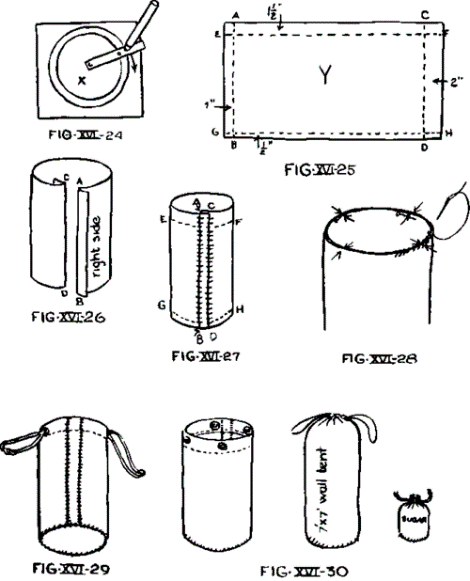 X
FIG·XVI·24
1½"
A C
E F
Y
1" 2"
G H
B D
1½"
FIG·XVI·25
C A
right side
D
B
FIG·XVI·26
A C
E F
G H
B D
FIG·XVI·27
FIG·XVI·28
FIG·XVI·29
7'x7' wall tent
SUGAR
FIG·XVI·30